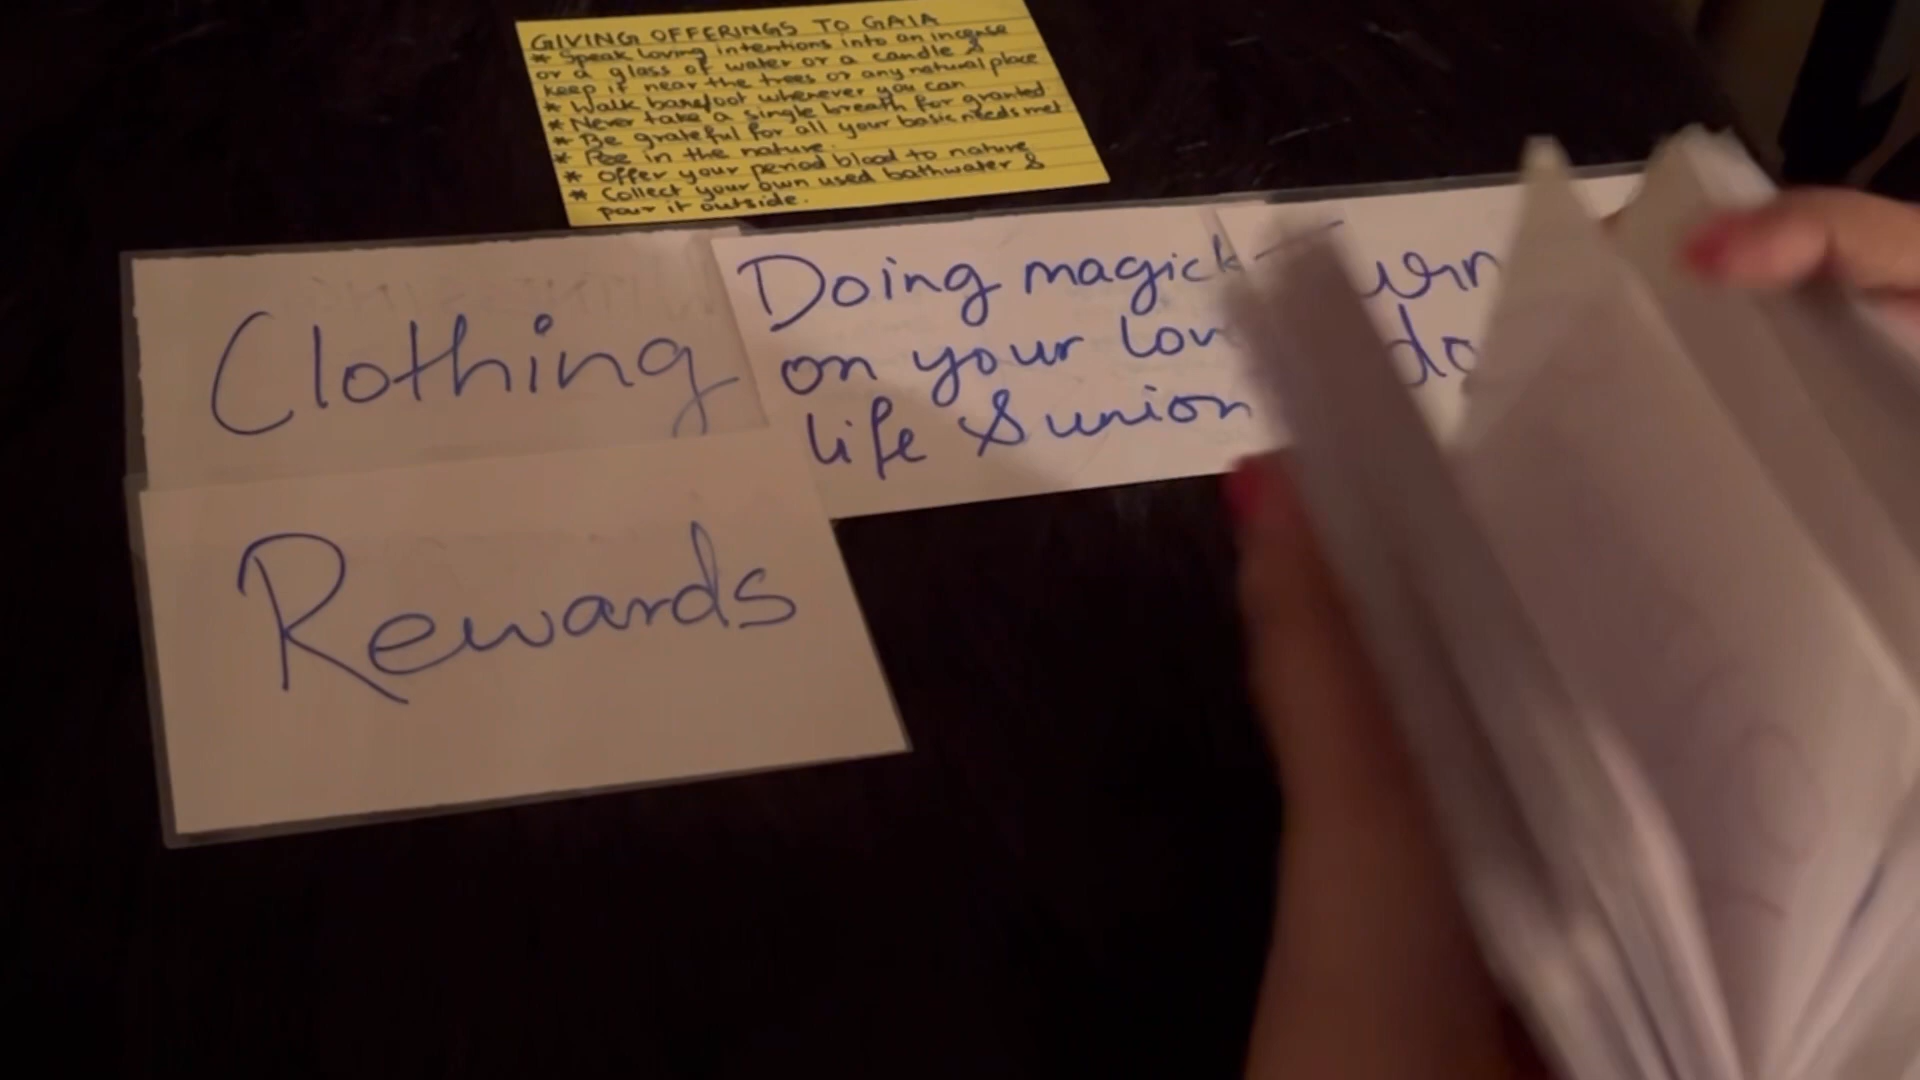 GIVING OFFERINGS TO GAIA
* Speak loving intentions into an incense
or a glass of water or a candle &
keep it near the trees or any natural place
* Walk barefoot wherever you can
* Never take a single breath for granted
* Be grateful for all your basic needs met
* Pee in the nature.
* Offer your period blood to nature
* Collect your own used bathwater &
pour it outside.
Clothing
Doing magick
on your
life & union
Rewards